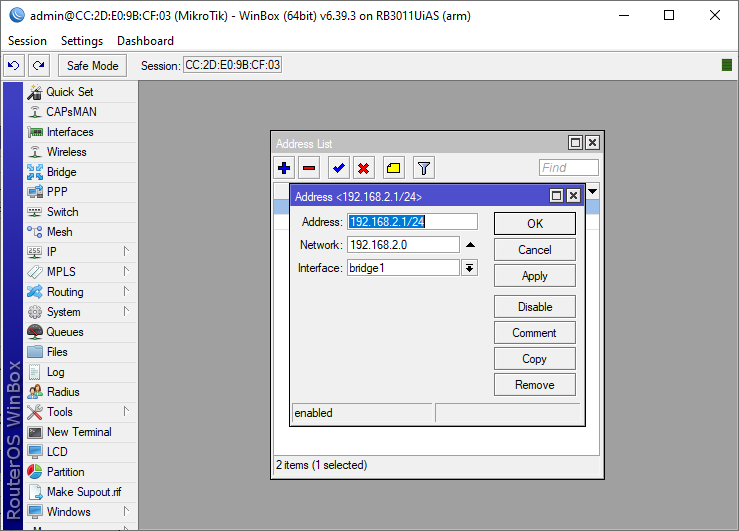 admin@CC:2D:E0:9B:CF:03 (MikroTik) - WinBox (64bit) v6.39.3 on RB3011UiAS (arm)
Session Settings Dashboard
Safe Mode Session: CC:2D:E0:9B:CF:03
Quick Set
CAPsMAN
Interfaces
Wireless
Bridge
PPP
Switch
Mesh
IP
MPLS
Routing
System
Queues
Files
Log
Radius
Tools
New Terminal
LCD
Partition
Make Supout.rif
Windows
RouterOS WinBox
Address List
Find
Address <192.168.2.1/24>
Address: 192.168.2.1/24
Network: 192.168.2.0
Interface: bridge1
OK
Cancel
Apply
Disable
Comment
Copy
Remove
enabled
2 items (1 selected)